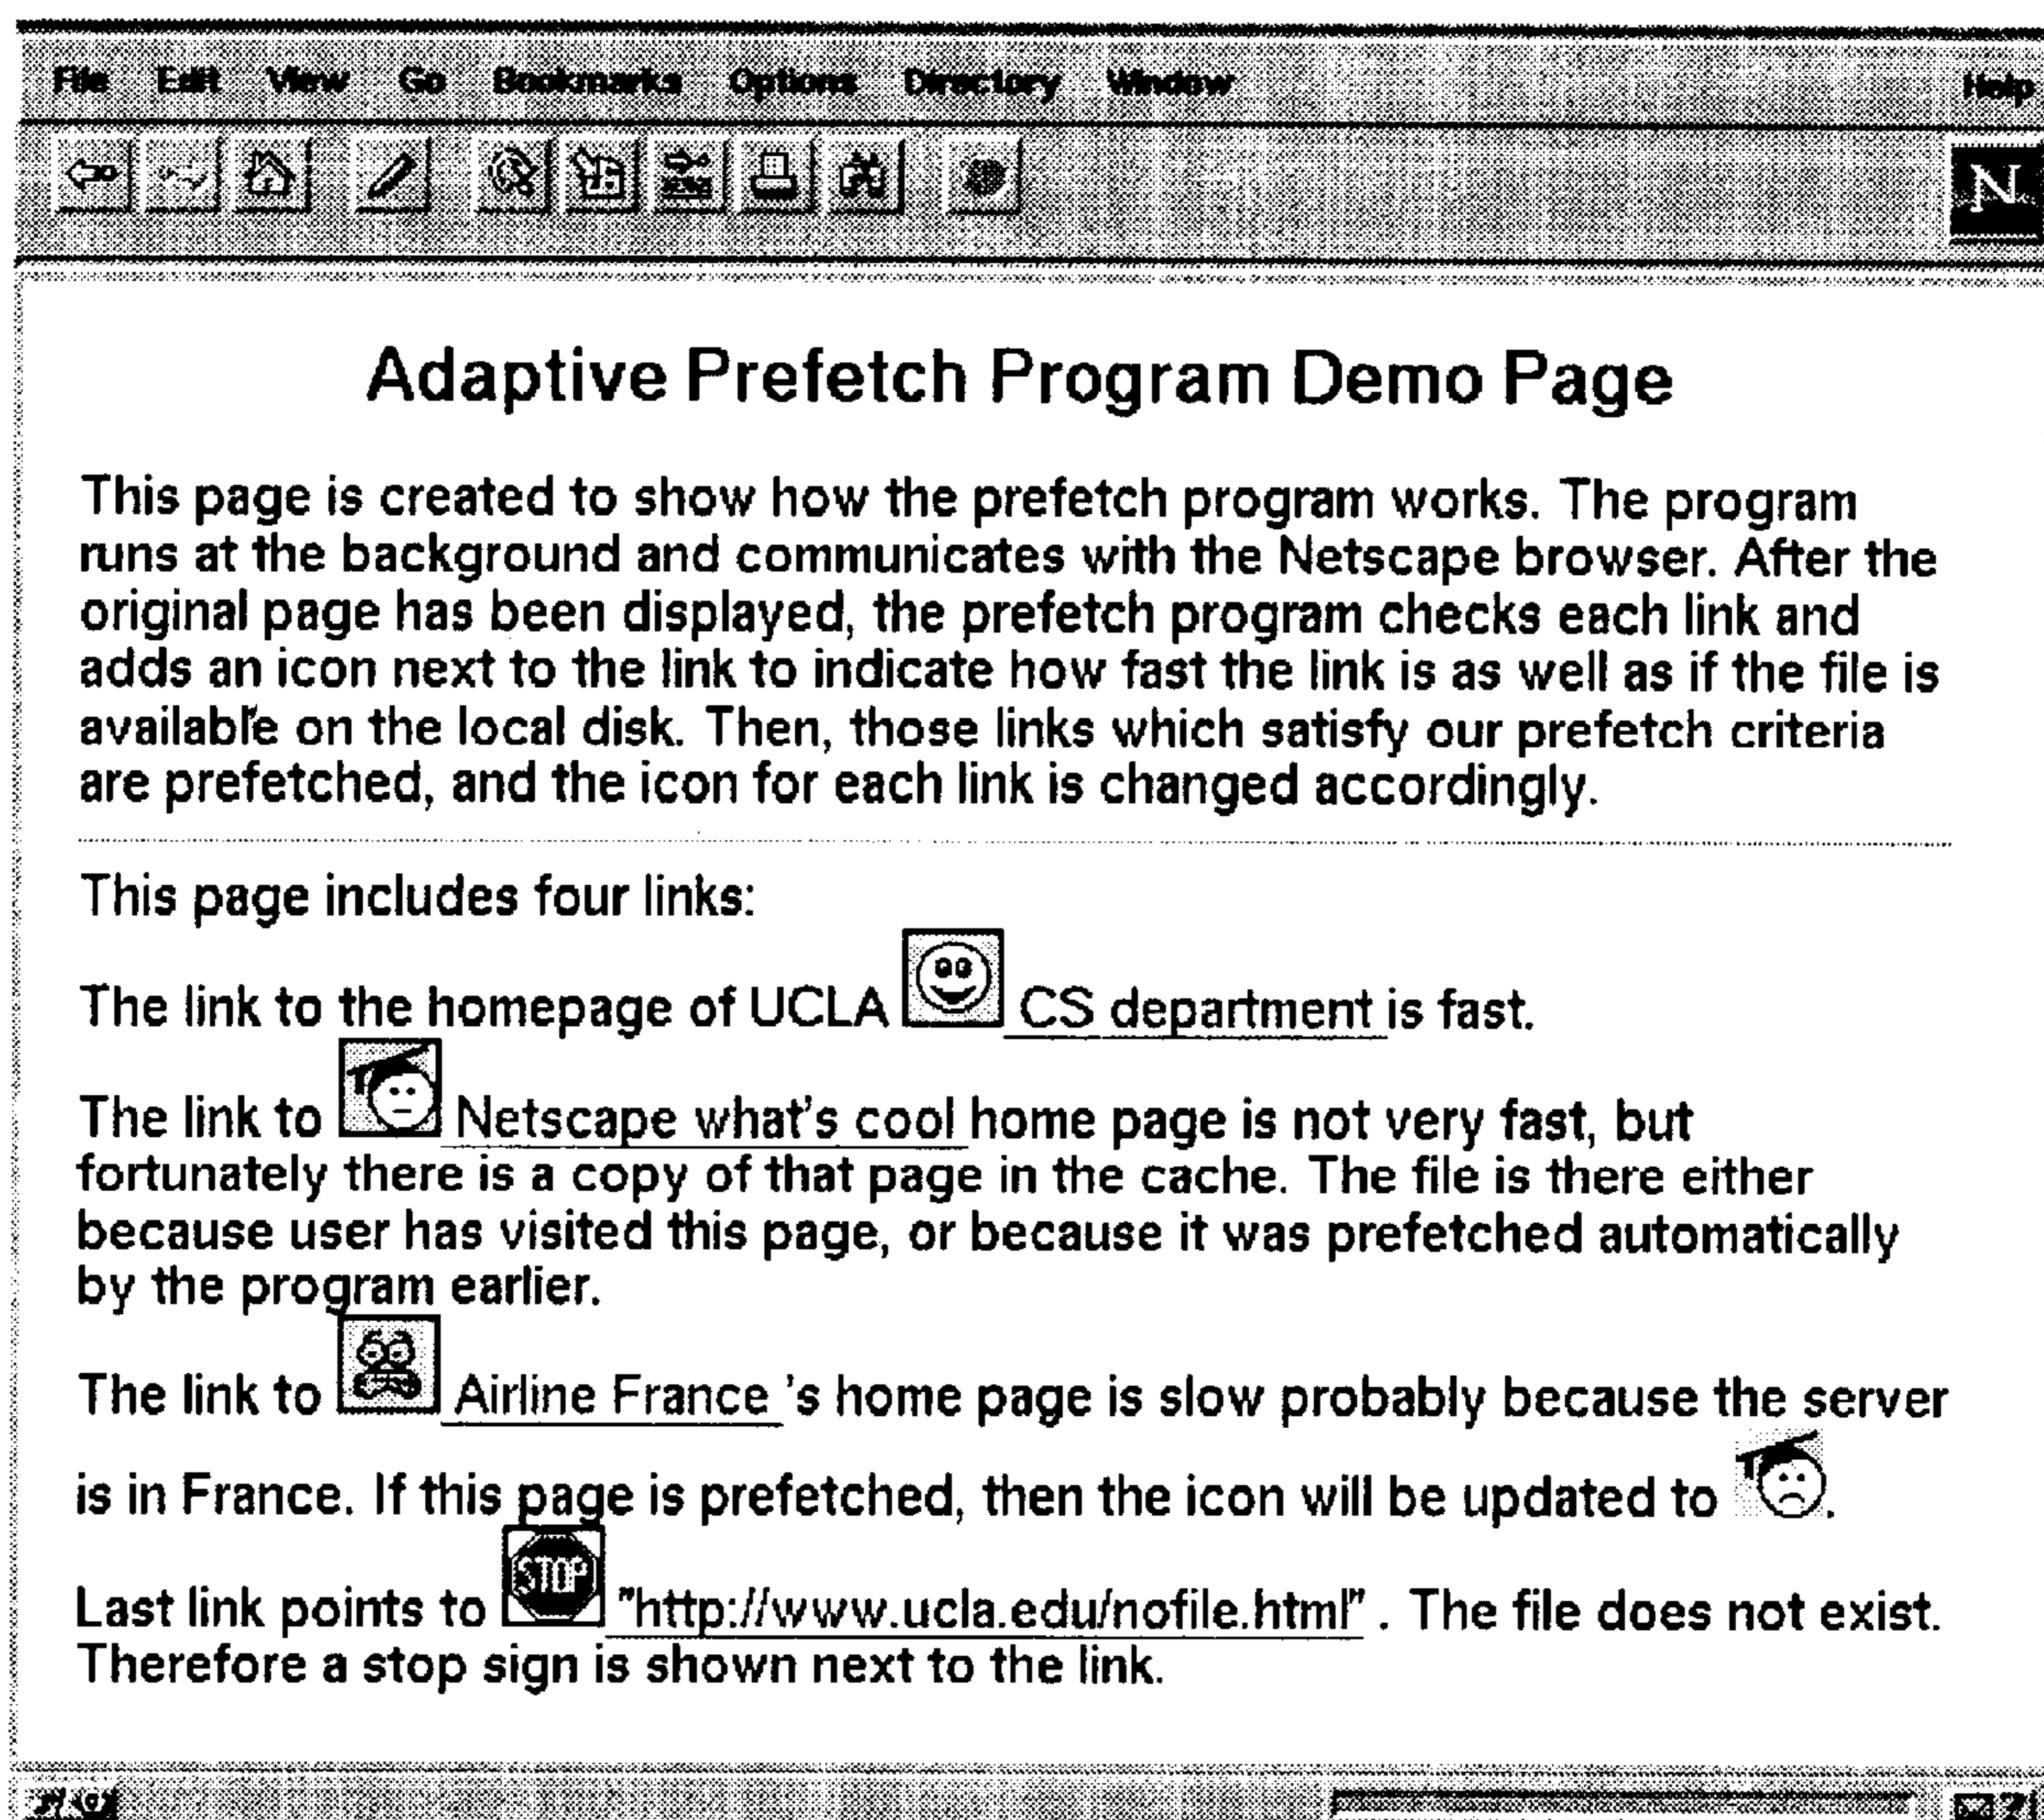 File Edit View Go Bookmarks Options Directory Window Help
N
Adaptive Prefetch Program Demo Page
This page is created to show how the prefetch program works. The program
runs at the background and communicates with the Netscape browser. After the
original page has been displayed, the prefetch program checks each link and
adds an icon next to the link to indicate how fast the link is as well as if the file is
available on the local disk. Then, those links which satisfy our prefetch criteria
are prefetched, and the icon for each link is changed accordingly.
This page includes four links:
The link to the homepage of UCLA CS department is fast.
The link to Netscape what's cool home page is not very fast, but
fortunately there is a copy of that page in the cache. The file is there either
because user has visited this page, or because it was prefetched automatically
by the program earlier.
The link to Airline France 's home page is slow probably because the server
is in France. If this page is prefetched, then the icon will be updated to .
Last link points to STOP "http://www.ucla.edu/nofile.html" . The file does not exist.
Therefore a stop sign is shown next to the link.